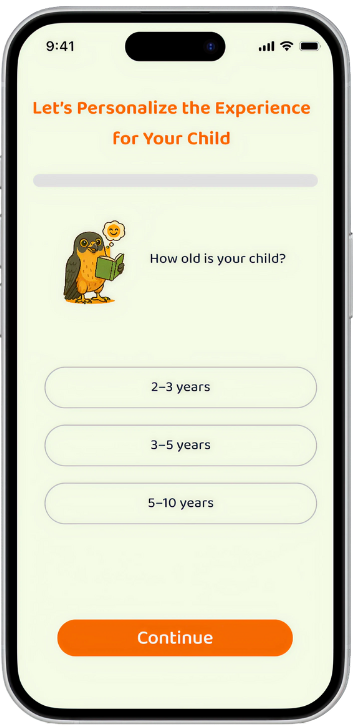 9:41
Let's Personalize the Experience
for Your Child
How old is your child?
2–3 years
3–5 years
5–10 years
Continue